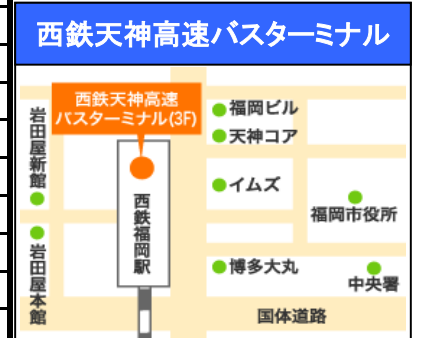 西鉄天神高速バスターミナル
西鉄天神高速
バスターミナル(3F)
岩田屋新館
福岡ビル
天神コア
イムズ
西鉄福岡駅
福岡市役所
岩田屋本館
博多大丸
中央署
国体道路